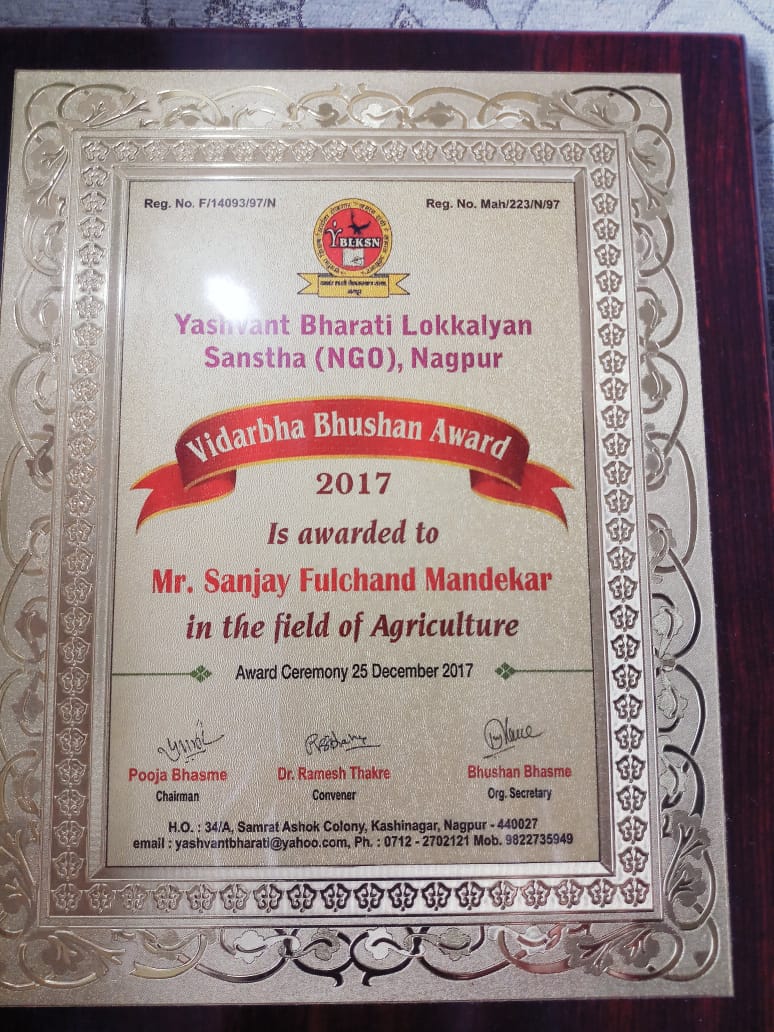 Reg. No. F/14093/97/N
Reg. No. Mah/223/N/97
YBLKSN
Yashvant Bharati Lokkalyan
Sanstha (NGO), Nagpur
Vidarbha Bhushan Award
2017
Is awarded to
Mr. Sanjay Fulchand Mandekar
in the field of Agriculture
Award Ceremony 25 December 2017
Pooja Bhasme
Chairman
Dr. Ramesh Thakre
Convener
Bhushan Bhasme
Org. Secretary
H.O. : 34/A, Samrat Ashok Colony, Kashinagar, Nagpur - 440027
email : yashvantbharati@yahoo.com, Ph. : 0712 - 2702121 Mob. 9822735949